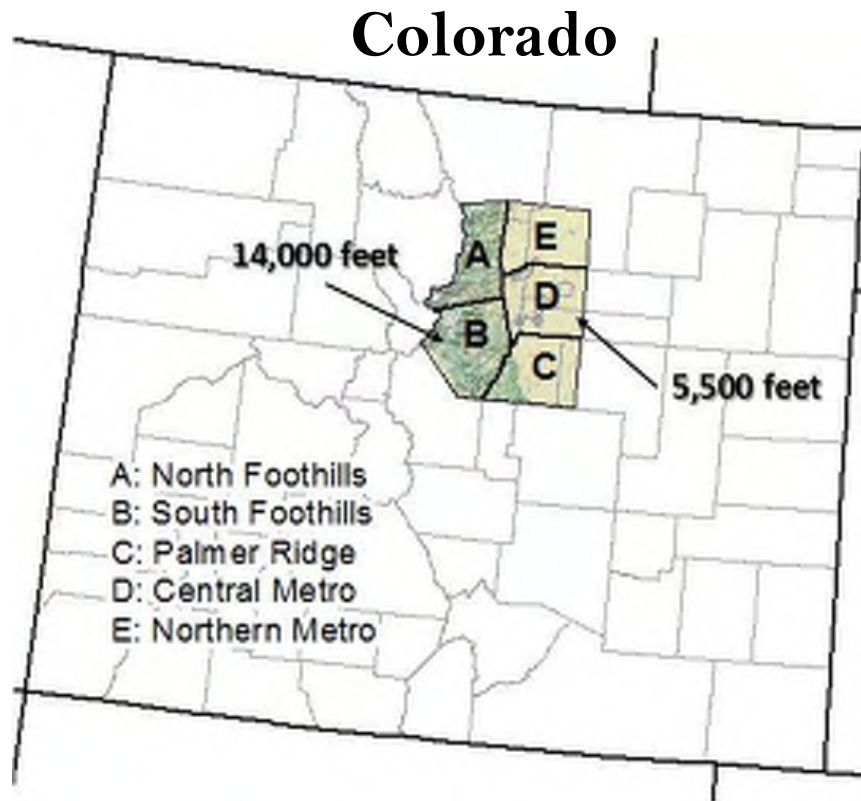 Colorado
E
A
14,000 feet
D
B
C
5,500 feet
A: North Foothills
B: South Foothills
C: Palmer Ridge
D: Central Metro
E: Northern Metro